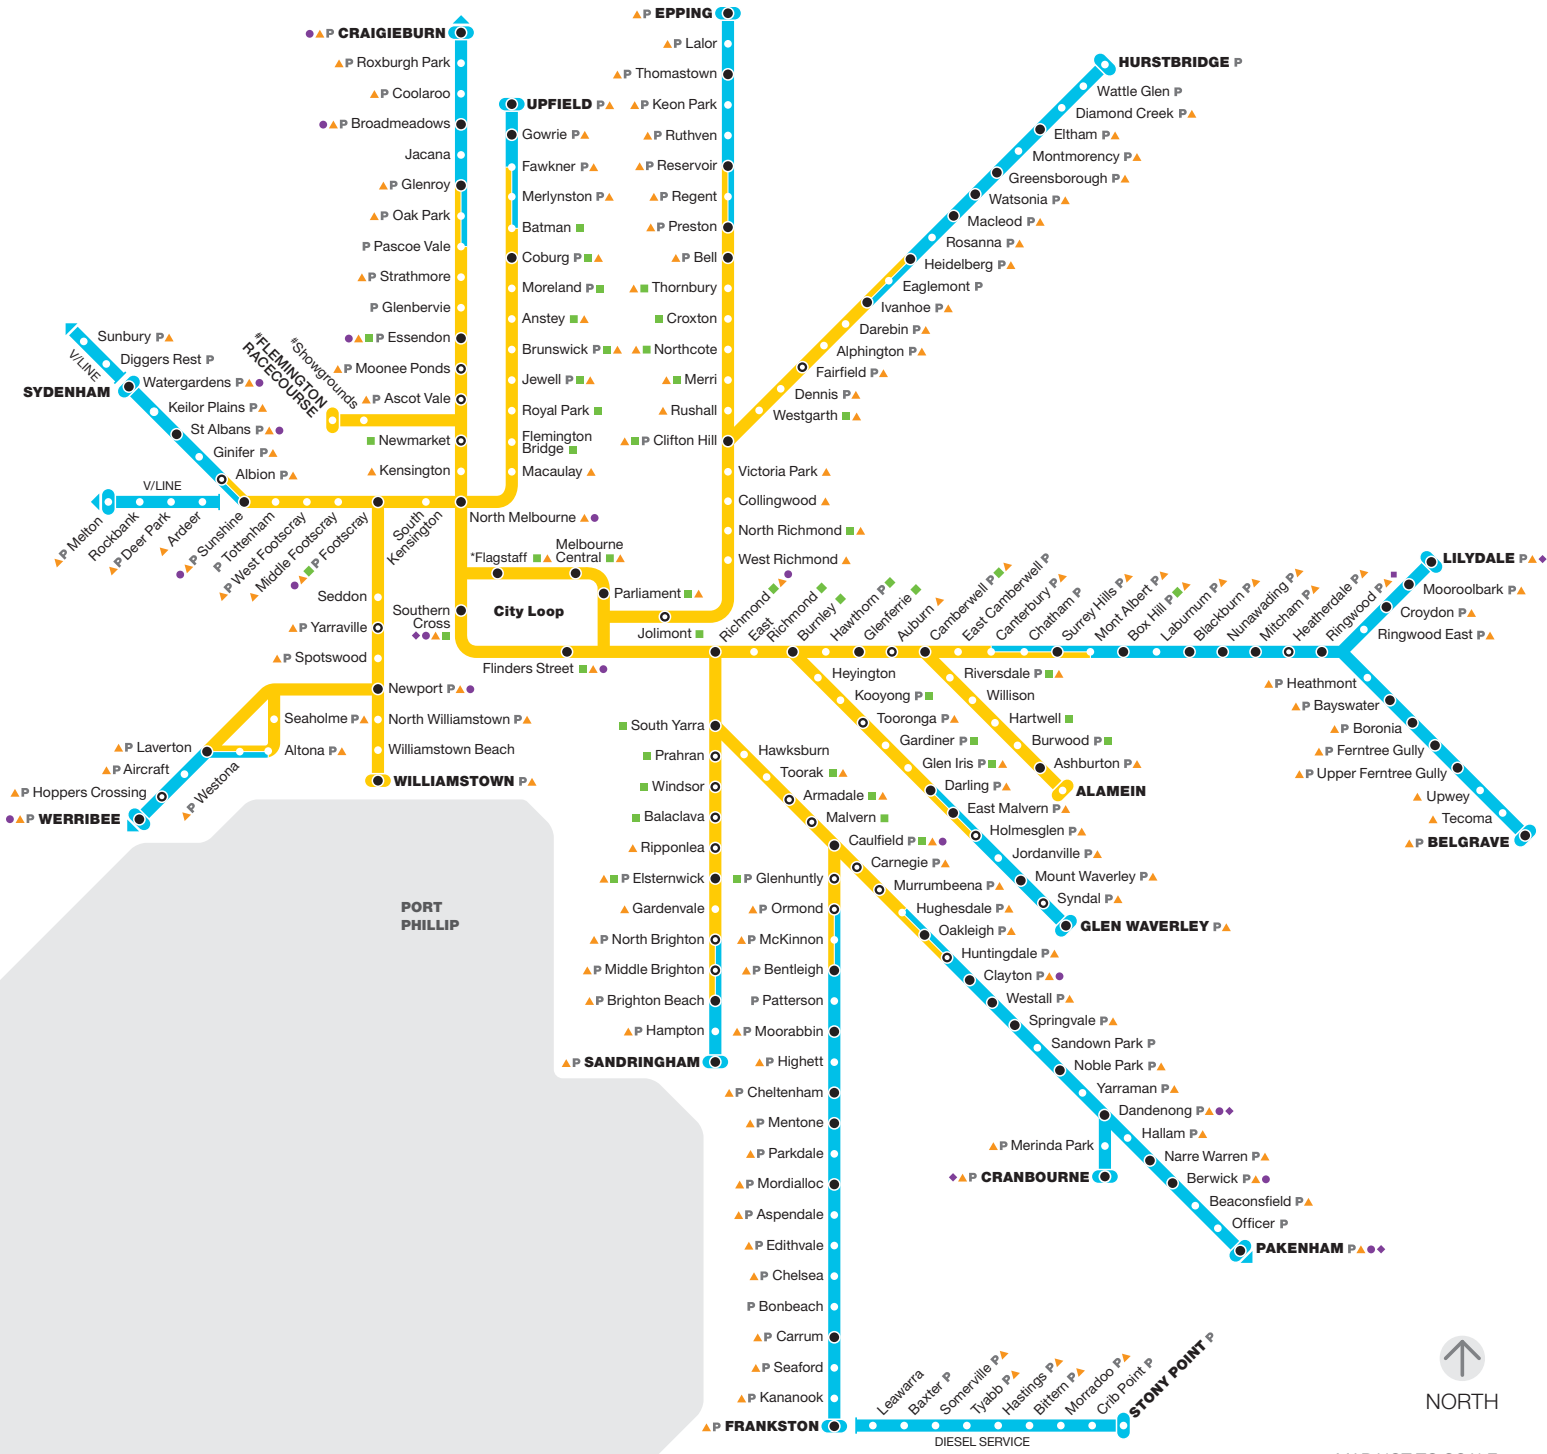 CRAIGIEBURN
P
Roxburgh Park
P
Coolaroo
P
Broadmeadows
P
Jacana
Glenroy
P
Oak Park
P
Pascoe Vale
P
Strathmore
P
Glenbervie
P
Essendon
P
Moonee Ponds
P
Ascot Vale
P
Newmarket
Kensington
#FLEMINGTON
RACECOURSE
#Showgrounds
UPFIELD P
Gowrie P
Fawkner P
Merlynston P
Batman
Coburg P
Moreland P
Anstey
Brunswick P
Jewell P
Royal Park
Flemington
Bridge
Macaulay
North Melbourne
P EPPING
P Lalor
P Thomastown
P Keon Park
P Ruthven
P Reservoir
P Regent
P Preston
P Bell
Thornbury
Croxton
Northcote
Merri
Rushall
P Clifton Hill
Victoria Park
Collingwood
North Richmond
West Richmond
HURSTBRIDGE P
Wattle Glen P
Diamond Creek P
Eltham P
Montmorency P
Greensborough P
Watsonia P
Macleod P
Rosanna P
Heidelberg P
Eaglemont P
Ivanhoe P
Darebin P
Alphington P
Fairfield P
Dennis P
Westgarth
Sunbury P
Diggers Rest P
V/LINE
SYDENHAM
Watergardens P
Keilor Plains P
St Albans P
Ginifer P
Albion P
V/LINE
P Melton
Rockbank
P Deer Park
Ardeer
P Sunshine
P Tottenham
P West Footscray
Middle Footscray
P Footscray
South
Kensington
Seddon
P Yarraville
P Spotswood
Newport P
Seaholme P
North Williamstown P
P Laverton
Altona P
Williamstown Beach
P Aircraft
P Westona
WILLIAMSTOWN P
P Hoppers Crossing
P WERRIBEE
*Flagstaff
Melbourne
Central
Parliament
City Loop
Southern
Cross
Jolimont
Flinders Street
Richmond
East
Richmond
Burnley
Hawthorn P
Glenferrie
Auburn
Camberwell P
East Camberwell P
Canterbury P
Chatham P
Surrey Hills P
Mont Albert P
Box Hill P
Laburnum P
Blackburn P
Nunawading P
Mitcham P
Heatherdale P
Ringwood P
LILYDALE P
Mooroolbark P
Croydon P
Ringwood East P
P Heathmont
P Bayswater
P Boronia
P Ferntree Gully
P Upper Ferntree Gully
Upwey
Tecoma
P BELGRAVE
Riversdale P
Willison
Hartwell
Burwood P
Ashburton P
ALAMEIN
Heyington
Kooyong P
Tooronga P
Gardiner P
Glen Iris P
Darling P
East Malvern P
Holmesglen P
Jordanville P
Mount Waverley P
Syndal P
GLEN WAVERLEY P
South Yarra
Prahran
Windsor
Balaclava
Ripponlea
P Elsternwick
Gardenvale
P North Brighton
P Middle Brighton
P Brighton Beach
P Hampton
P SANDRINGHAM
Hawksburn
Toorak
Armadale
Malvern
Caulfield P
Carnegie P
Murrumbeena P
Hughesdale P
Oakleigh P
Huntingdale P
Clayton P
Westall P
Springvale P
Sandown Park P
Noble Park P
Yarraman P
Dandenong P
Hallam P
Narre Warren P
Berwick P
Beaconsfield P
Officer P
PAKENHAM P
P Merinda Park
P CRANBOURNE
P Glenhuntly
P Ormond
P McKinnon
P Bentleigh
P Patterson
P Moorabbin
P Highett
P Cheltenham
P Mentone
P Parkdale
P Mordialloc
P Aspendale
P Edithvale
P Chelsea
P Bonbeach
P Carrum
P Seaford
P Kananook
P FRANKSTON
Leawarra
Baxter P
Somerville P
Tyabb P
Hastings P
Bittern P
Morradoo P
Crib Point P
STONY POINT P
DIESEL SERVICE
PORT
PHILLIP
NORTH